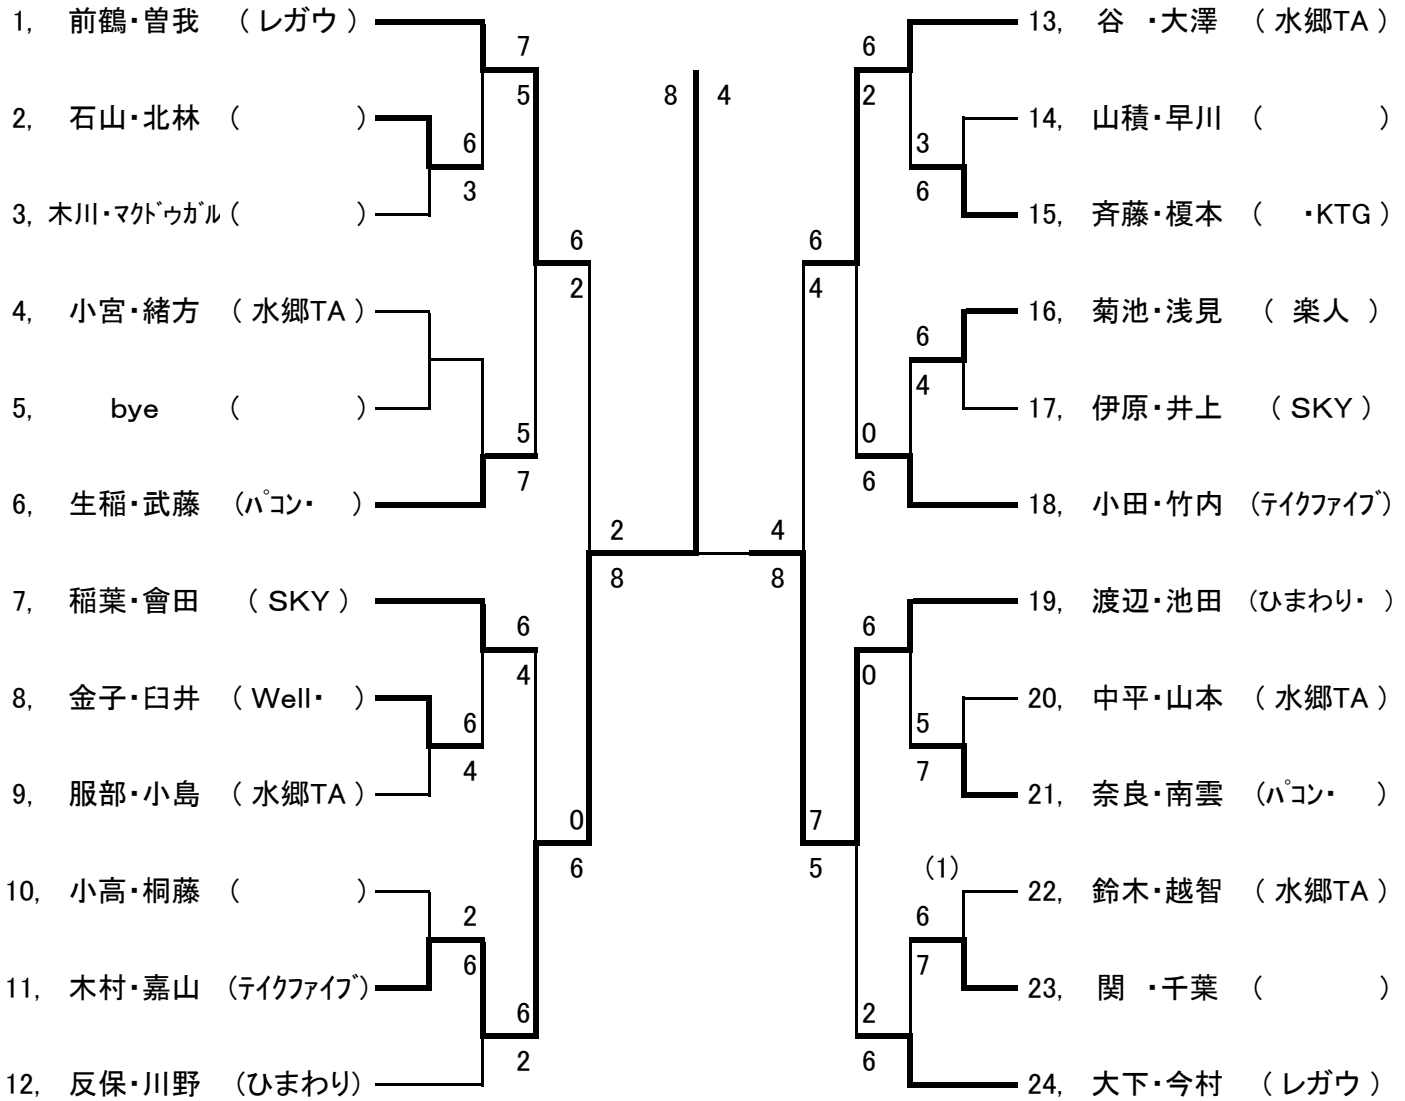 1, 前鶴・曽我 ( レガウ )
2, 石山・北林 ( )
3, 木川・マクドゥガル ( )
4, 小宮・緒方 ( 水郷TA )
5, bye ( )
6, 生稲・武藤 (パコン・ )
7, 稲葉・會田 ( SKY )
8, 金子・臼井 ( Well・ )
9, 服部・小島 ( 水郷TA )
10, 小高・桐藤 ( )
11, 木村・嘉山 (テイクファイブ)
12, 反保・川野 (ひまわり)
7
5
6
3
6
2
5
7
2
8
6
4
6
4
0
6
2
6
6
2
8 4
13, 谷 ・大澤 ( 水郷TA )
14, 山積・早川 ( )
15, 斉藤・榎本 ( ・KTG )
16, 菊池・浅見 ( 楽人 )
17, 伊原・井上 ( SKY )
18, 小田・竹内 (テイクファイブ)
19, 渡辺・池田 (ひまわり・ )
20, 中平・山本 ( 水郷TA )
21, 奈良・南雲 (パコン・ )
22, 鈴木・越智 ( 水郷TA )
23, 関 ・千葉 ( )
24, 大下・今村 ( レガウ )
6
2
3
6
6
4
6
4
0
6
4
8
6
0
5
7
7
5
(1)
6
7
2
6